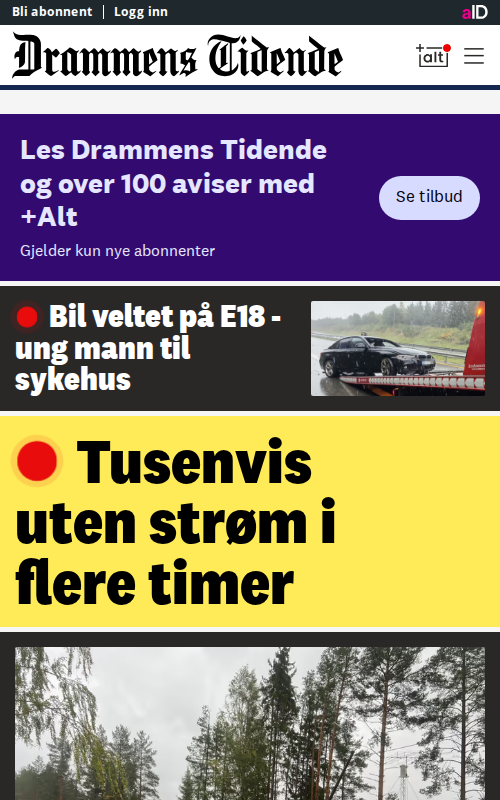 Bli abonnent
Logg inn
aID
Drammens Tidende
+alt
Les Drammens Tidende
og over 100 aviser med
+Alt
Gjelder kun nye abonnenter
Se tilbud
Bil veltet på E18 -
ung mann til
sykehus
Tusenvis
uten strøm i
flere timer